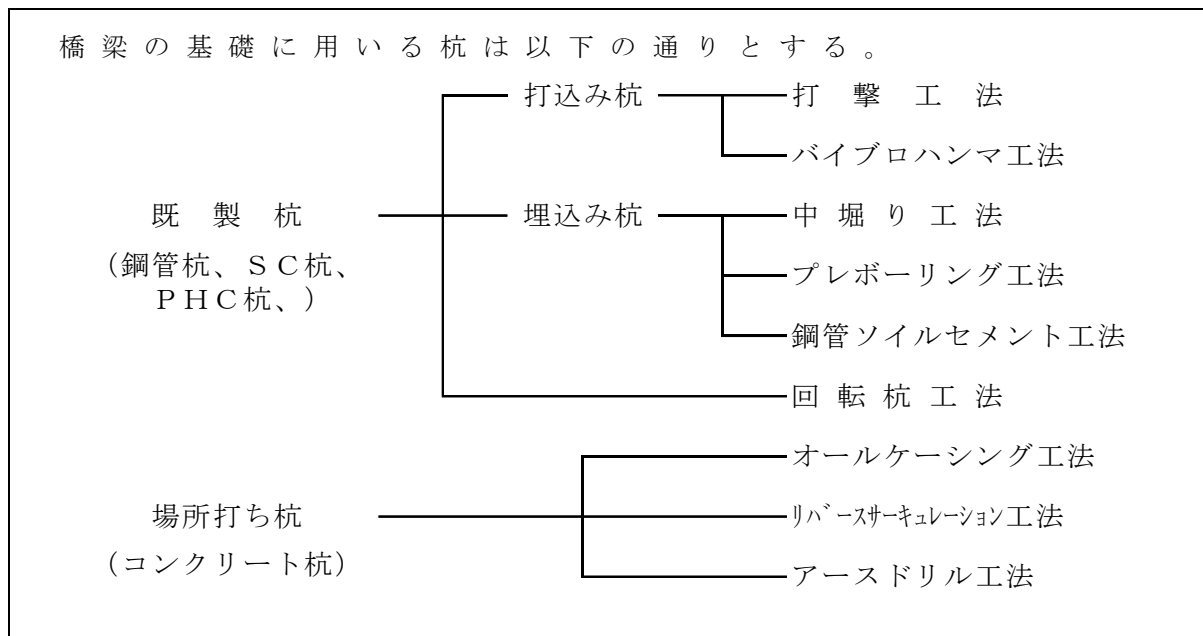 橋梁の基礎に用いる杭は以下の通りとする。
打込み杭 打撃工法
バイブロハンマ工法
既製杭 埋込み杭 中堀り工法
(鋼管杭、ＳＣ杭、
ＰＨＣ杭、)
プレボーリング工法
鋼管ソイルセメント工法
回転杭工法
オールケーシング工法
場所打ち杭 ﾘﾊﾞｰｽｻｰｷｭﾚｰｼｮﾝ工法
(コンクリート杭)
アースドリル工法